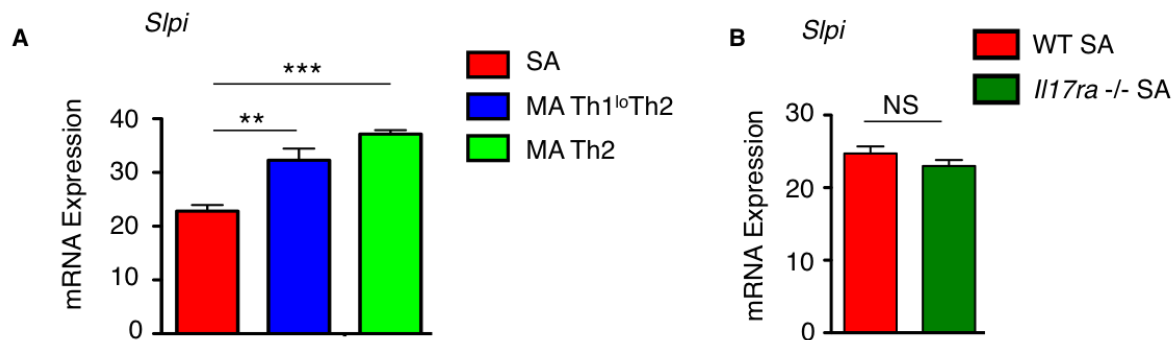 A
Slpi
***
**
mRNA Expression
40
30
20
10
0
SA
MA Th1loTh2
MA Th2
B
Slpi
NS
mRNA Expression
30
20
10
0
WT SA
Il17ra -/- SA